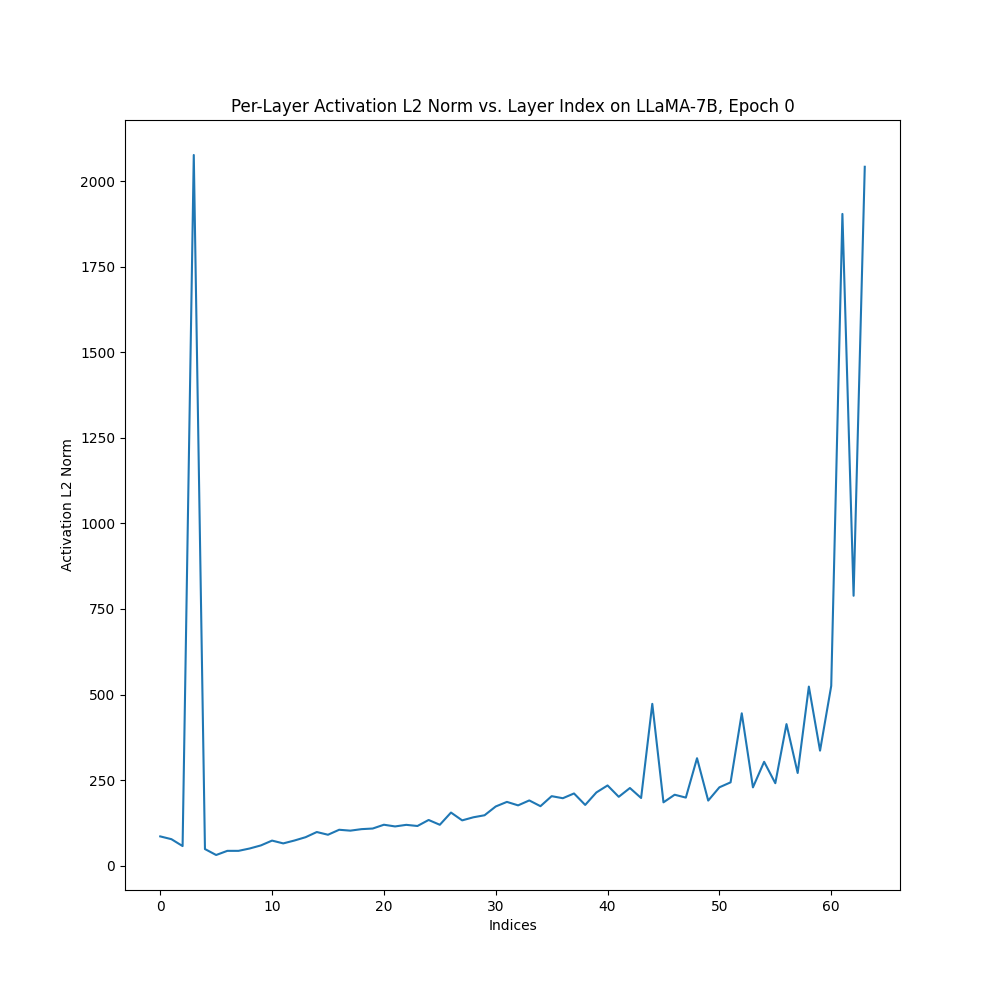 Per-Layer Activation L2 Norm vs. Layer Index on LLaMA-7B, Epoch 0
2000
1750
1500
1250
1000
750
500
250
0
Activation L2 Norm
0 10 20 30 40 50 60
Indices